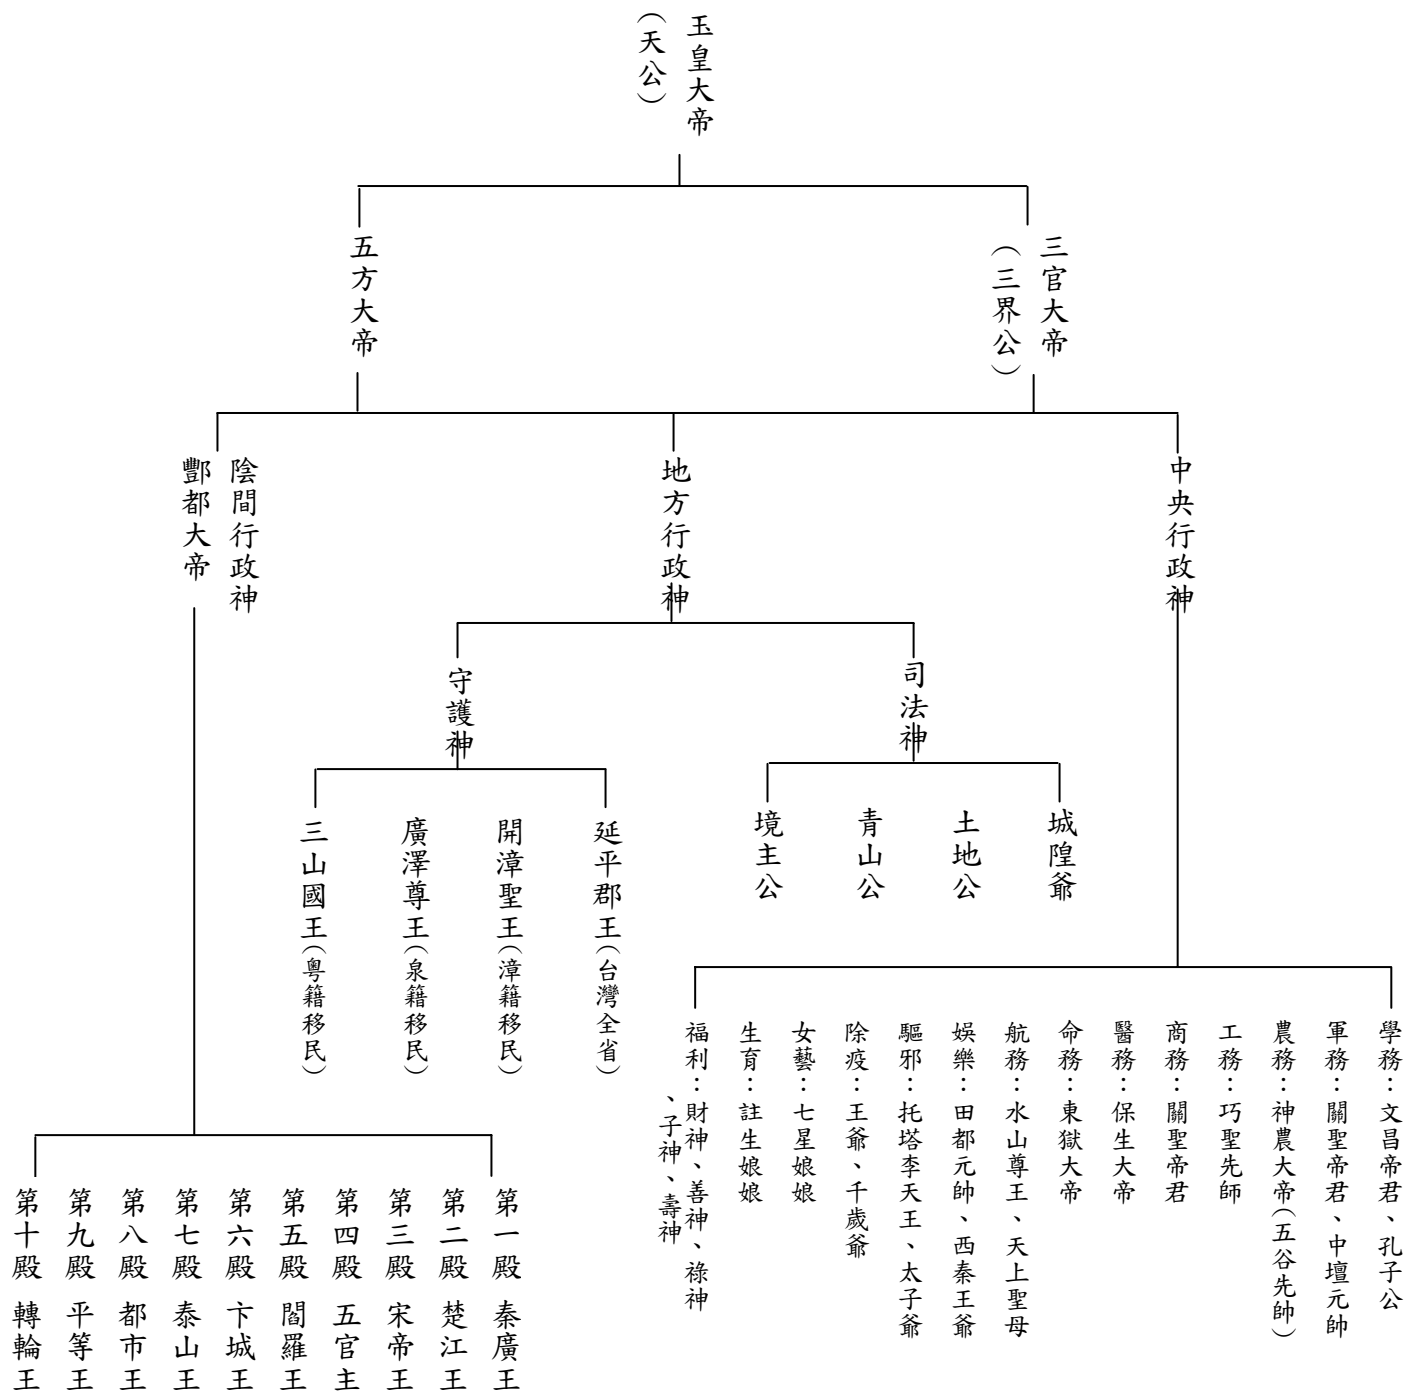 玉皇大帝
(天公)
三官大帝
(三界公)
五方大帝
中央行政神
地方行政神
陰間行政神
酆都大帝
司法神
守護神
城隍爺
土地公
青山公
境主公
延平郡王(台灣全省)
開漳聖王(漳籍移民)
廣澤尊王(泉籍移民)
三山國王(粵籍移民)
學務：文昌帝君、孔子公
軍務：關聖帝君、中壇元帥
農務：神農大帝(五谷先帥)
工務：巧聖先師
商務：關聖帝君
醫務：保生大帝
命務：東獄大帝
航務：水山尊王、天上聖母
娛樂：田都元帥、西秦王爺
驅邪：托塔李天王、太子爺
除疫：王爺、千歲爺
女藝：七星娘娘
生育：註生娘娘
福利：財神、善神、祿神
、子神、壽神
第一殿 秦廣王
第二殿 楚江王
第三殿 宋帝王
第四殿 五官主
第五殿 閻羅王
第六殿 卞城王
第七殿 泰山王
第八殿 都市王
第九殿 平等王
第十殿 轉輪王